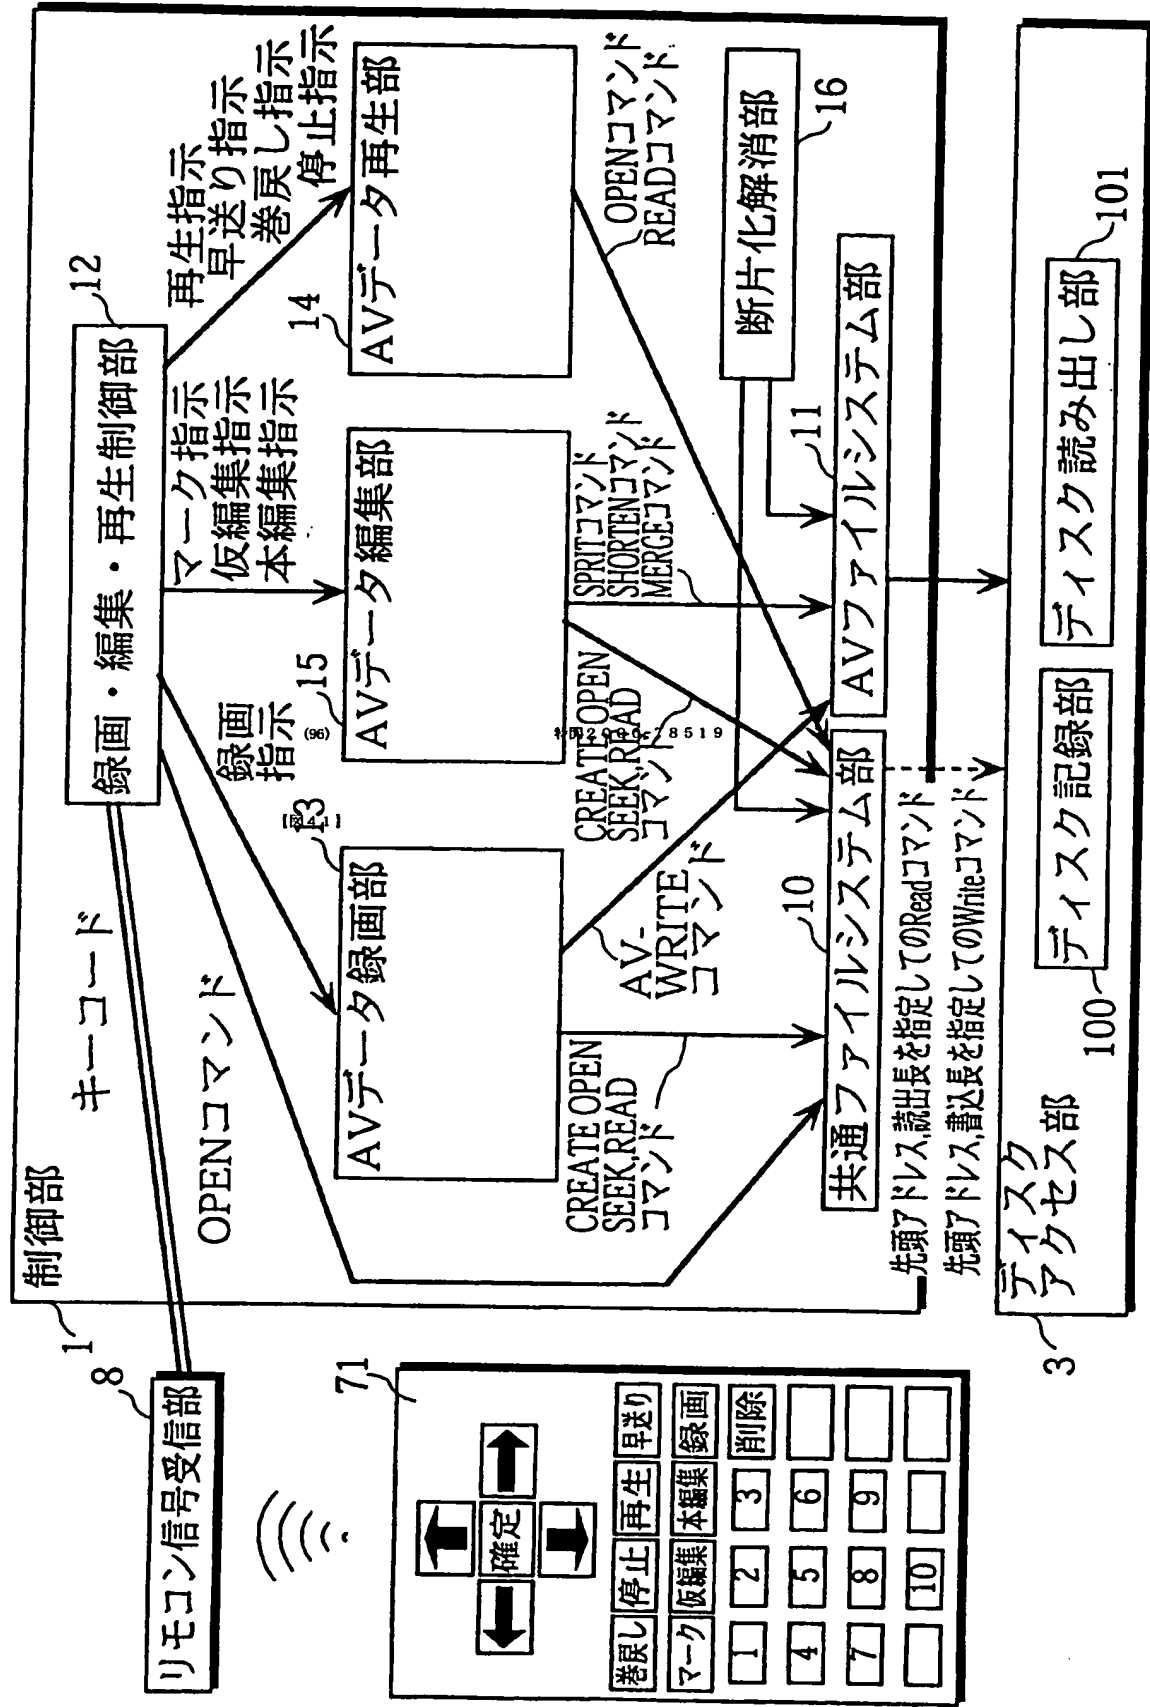 制御部
1
リモコン信号受信部
8
キーコード
録画・編集・再生制御部
12
OPENコマンド
録画
指示
マーク指示
仮編集指示
本編集指示
再生指示
早送り指示
巻戻し指示
停止指示
AVデータ録画部
13
AVデータ編集部
15
AVデータ再生部
14
(96)
【図41】
CREATE OPEN
SEEK,READ
コマンド
AV-
WRITE
コマンド
CREATE OPEN
SEEK,READ
コマンド
SPRITコマンド
SHORTENコマンド
MERGEコマンド
OPENコマンド
READコマンド
断片化解消部
16
共通ファイルシステム部
10
AVファイルシステム部
11
先頭アドレス,読出長を指定してのReadコマンド
先頭アドレス,書込長を指定してのWriteコマンド
ディスク
アクセス部
3
ディスク記録部
100
ディスク読み出し部
101
71
確定
巻戻し 停止 再生 早送り
マーク 仮編集 本編集 録画
1 2 3 削除
4 5 6
7 8 9
10